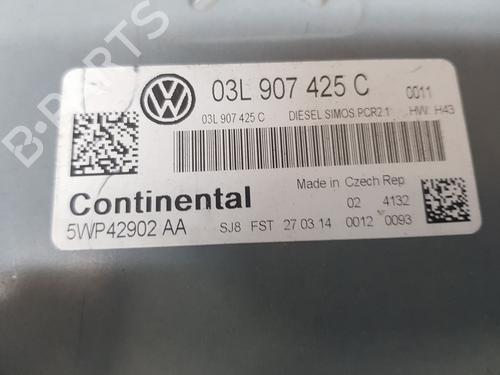 B-PARTS
03L 907 425 C
0011
03L 907 425 C DIESEL SIMOS PCR2.1 HW: H43
Continental
Made in Czech Rep
02 4132
5WP42902 AA SJ8 FST 27 03.14 0012 0093